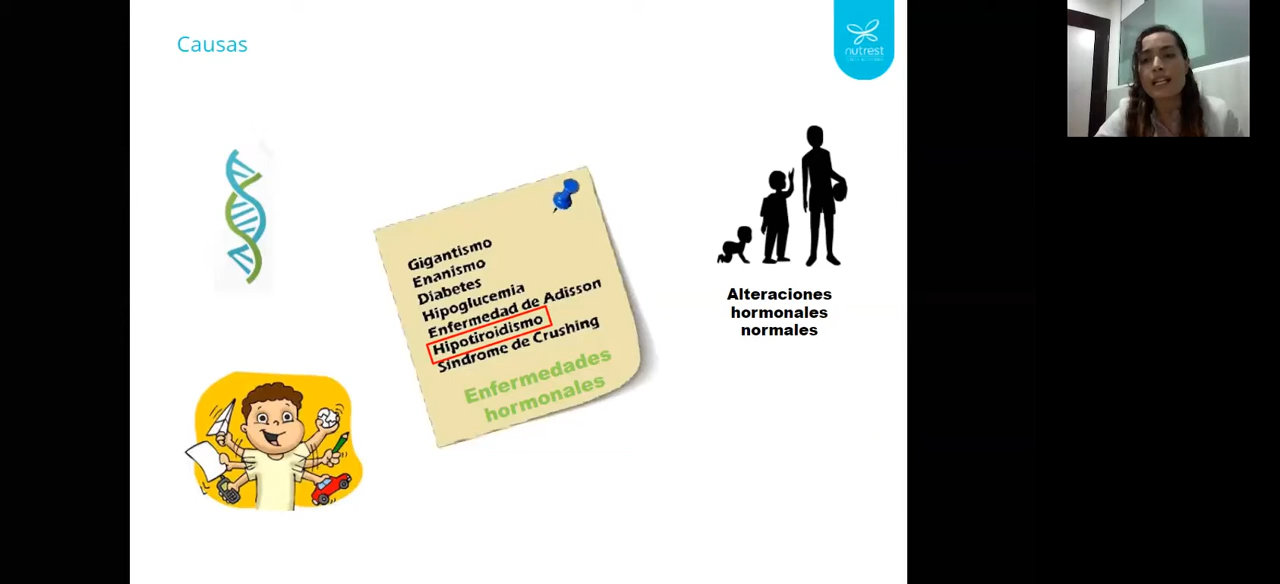 Causas
nutrest
Gigantismo
Enanismo
Diabetes
Hipoglucemia
Enfermedad de Adisson
Hipotiroidismo
Síndrome de Crushing
Enfermedades
hormonales
Alteraciones
hormonales
normales